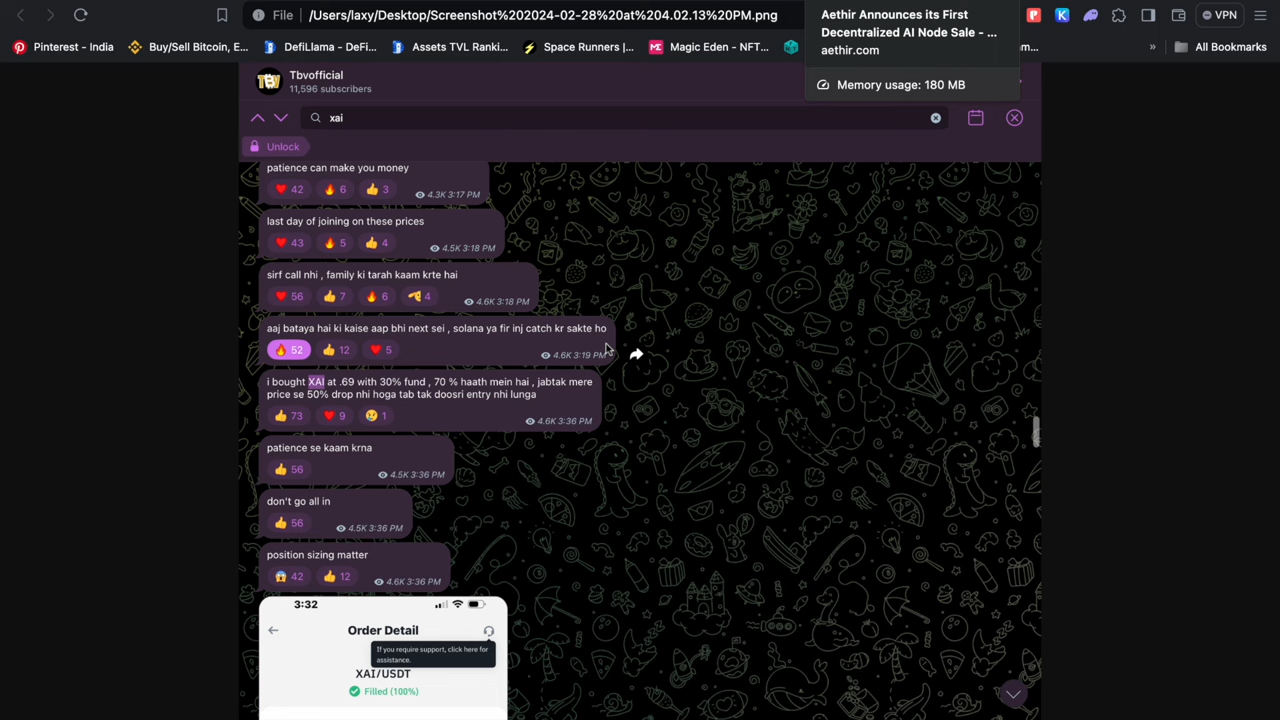 File /Users/laxy/Desktop/Screenshot%202024-02-28%20at%204.02.13%20PM.png
Aethir Announces its First
Decentralized AI Node Sale - ...
aethir.com
Memory usage: 180 MB
VPN
Pinterest - India
Buy/Sell Bitcoin, E...
DefiLlama - DeFi...
Assets TVL Ranki...
Space Runners |...
Magic Eden - NFT...
m...
» All Bookmarks
Tbvofficial
11,596 subscribers
xai
Unlock
patience can make you money
42 6 3 4.3K 3:17 PM
last day of joining on these prices
43 5 4 4.5K 3:18 PM
sirf call nhi , family ki tarah kaam krte hai
56 7 6 4 4.6K 3:18 PM
aaj bataya hai ki kaise aap bhi next sei , solana ya fir inj catch kr sakte ho
52 12 5 4.6K 3:19 PM
i bought XAI at .69 with 30% fund , 70 % haath mein hai , jabtak mere
price se 50% drop nhi hoga tab tak doosri entry nhi lunga
73 9 1 4.6K 3:36 PM
patience se kaam krna
56 4.5K 3:36 PM
don't go all in
56 4.5K 3:36 PM
position sizing matter
42 12 4.6K 3:36 PM
3:32
Order Detail
If you require support, click here for
assistance.
XAI/USDT
Filled (100%)